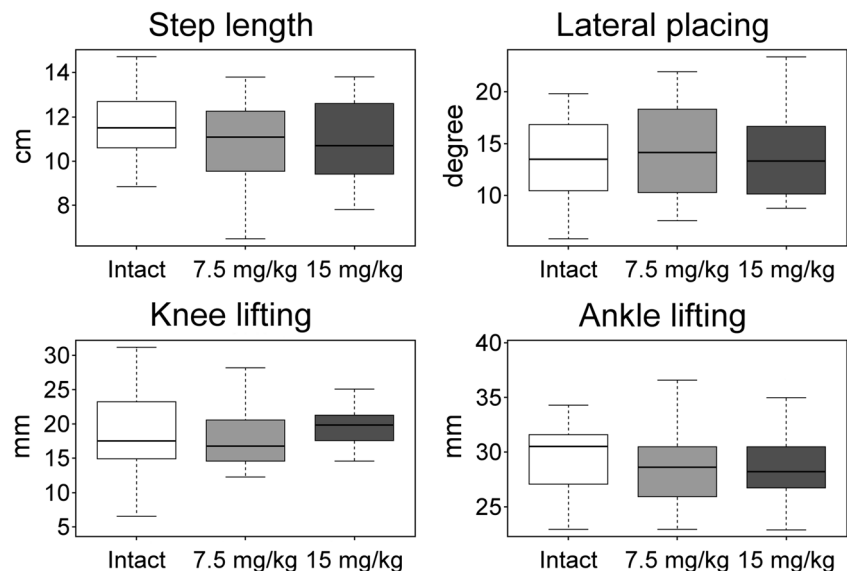 Step length
14
12
10
8
cm
Intact
7.5 mg/kg
15 mg/kg
Lateral placing
20
15
10
degree
Intact
7.5 mg/kg
15 mg/kg
Knee lifting
30
25
20
15
10
5
mm
Intact
7.5 mg/kg
15 mg/kg
Ankle lifting
40
35
30
25
mm
Intact
7.5 mg/kg
15 mg/kg